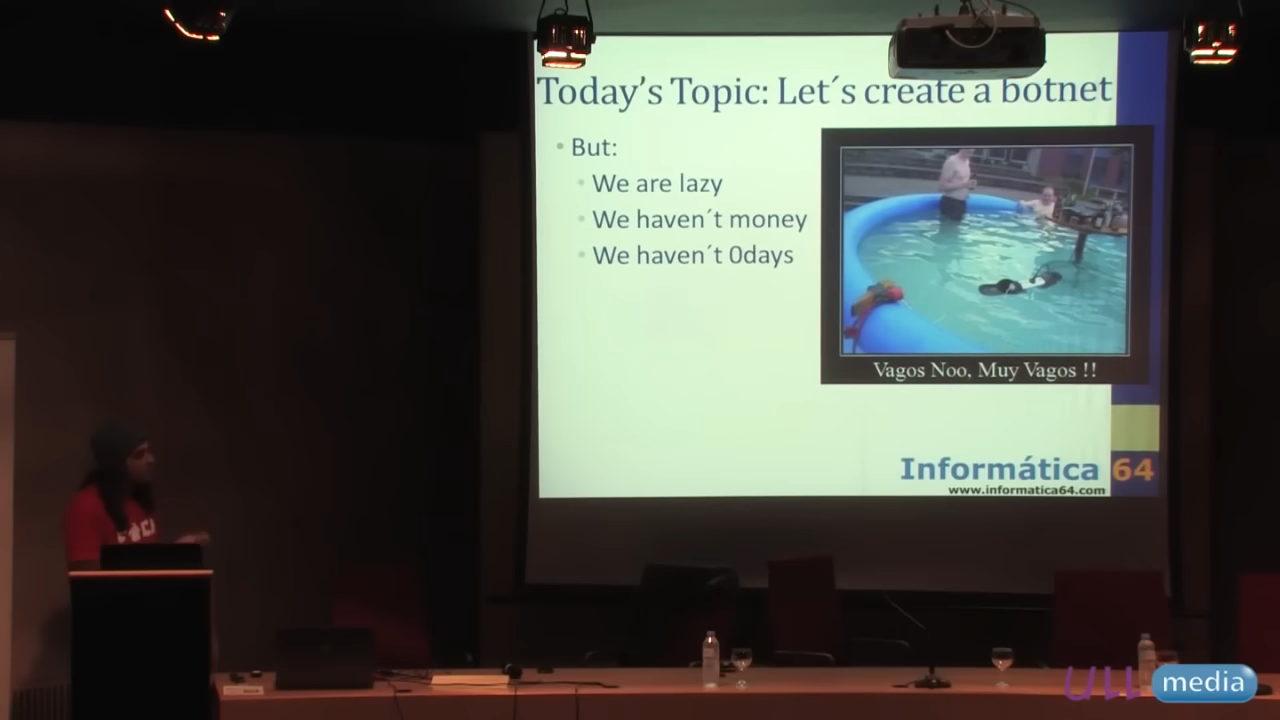 Today's Topic: Let´s create a botnet
• But:
• We are lazy
• We haven´t money
• We haven´t 0days
Vagos Noo, Muy Vagos !!
Informática 64
www.informatica64.com
ULL media